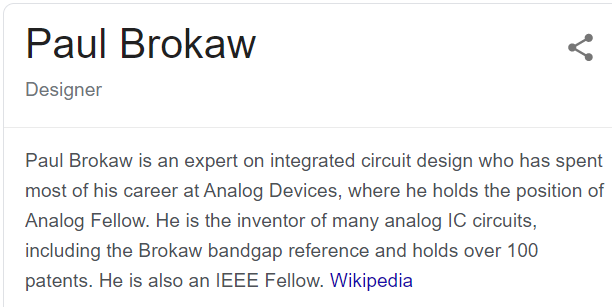 Paul Brokaw
Designer
Paul Brokaw is an expert on integrated circuit design who has spent
most of his career at Analog Devices, where he holds the position of
Analog Fellow. He is the inventor of many analog IC circuits,
including the Brokaw bandgap reference and holds over 100
patents. He is also an IEEE Fellow. Wikipedia